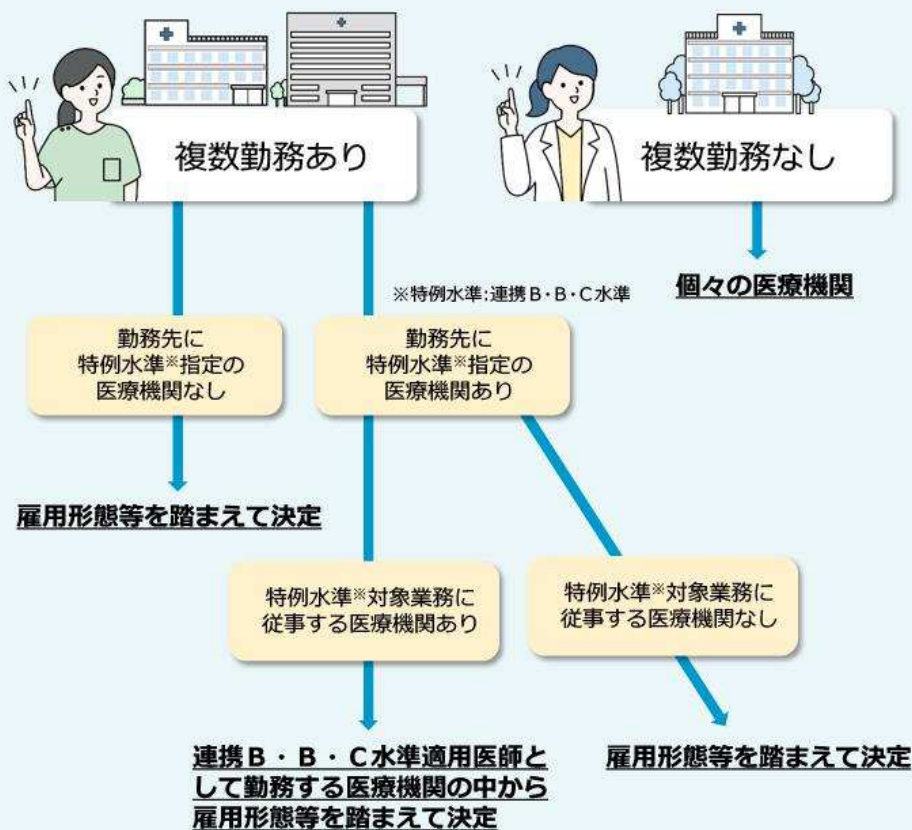 複数勤務あり
複数勤務なし
個々の医療機関
※特例水準:連携B・B・C水準
勤務先に
特例水準※指定の
医療機関なし
勤務先に
特例水準※指定の
医療機関あり
雇用形態等を踏まえて決定
特例水準※対象業務に
従事する医療機関あり
特例水準※対象業務に
従事する医療機関なし
連携B・B・C水準適用医師と
して勤務する医療機関の中から
雇用形態等を踏まえて決定
雇用形態等を踏まえて決定